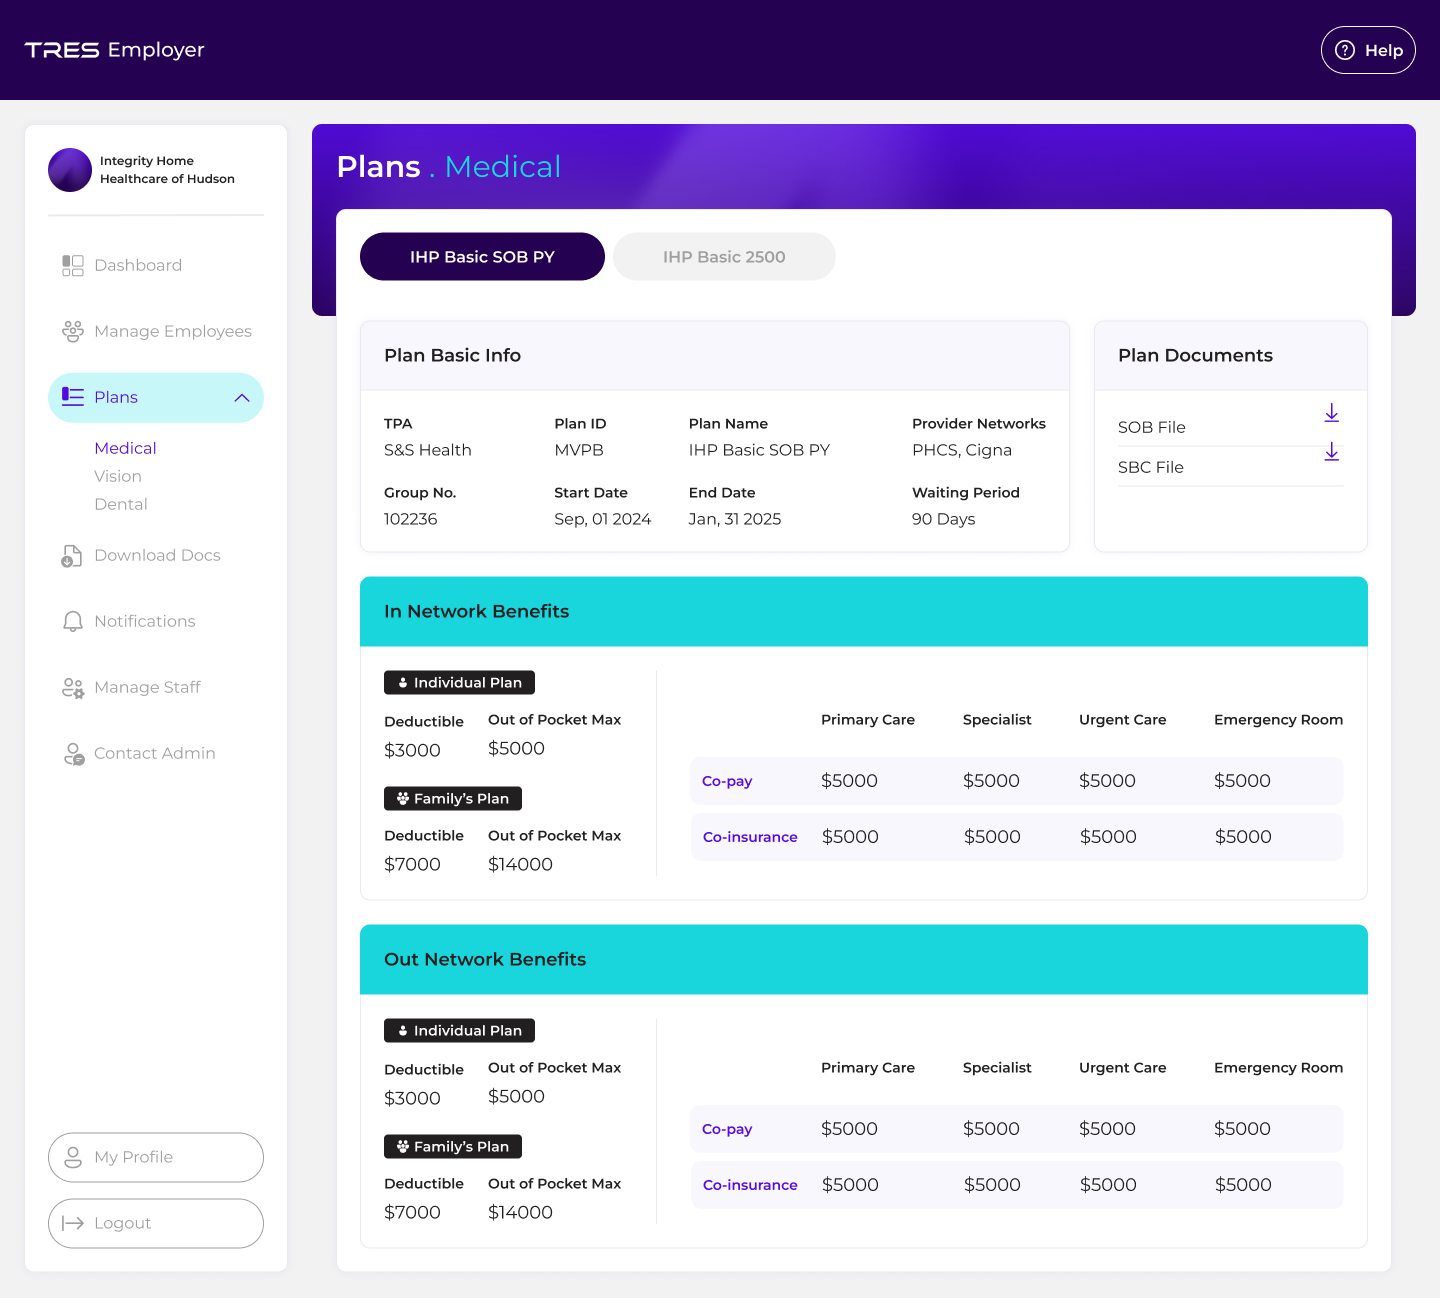 TRES Employer
Help
Integrity Home
Healthcare of Hudson
Dashboard
Manage Employees
Plans
Medical
Vision
Dental
Download Docs
Notifications
Manage Staff
Contact Admin
My Profile
Logout
Plans . Medical
IHP Basic SOB PY
IHP Basic 2500
Plan Basic Info
TPA
S&S Health
Plan ID
MVPB
Plan Name
IHP Basic SOB PY
Provider Networks
PHCS, Cigna
Group No.
102236
Start Date
Sep, 01 2024
End Date
Jan, 31 2025
Waiting Period
90 Days
Plan Documents
SOB File
SBC File
In Network Benefits
Individual Plan
Deductible
$3000
Out of Pocket Max
$5000
Family's Plan
Deductible
$7000
Out of Pocket Max
$14000
Primary Care Specialist Urgent Care Emergency Room
Co-pay $5000 $5000 $5000 $5000
Co-insurance $5000 $5000 $5000 $5000
Out Network Benefits
Individual Plan
Deductible
$3000
Out of Pocket Max
$5000
Family's Plan
Deductible
$7000
Out of Pocket Max
$14000
Primary Care Specialist Urgent Care Emergency Room
Co-pay $5000 $5000 $5000 $5000
Co-insurance $5000 $5000 $5000 $5000